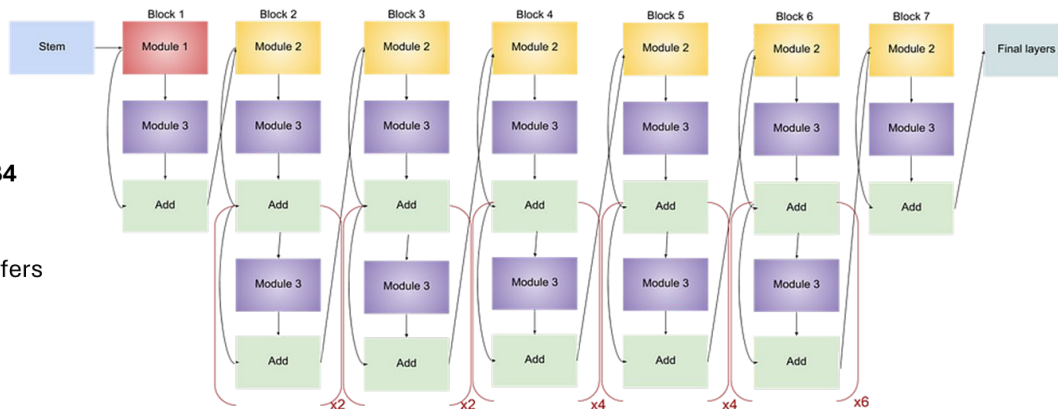 Block 1
Block 2
Block 3
Block 4
Block 5
Block 6
Block 7
Stem
Module 1
Module 2
Module 2
Module 2
Module 2
Module 2
Module 2
Final layers
Module 3
Module 3
Module 3
Module 3
Module 3
Module 3
Module 3
Add
Add
Add
Add
Add
Add
Add
Module 3
Module 3
Module 3
Module 3
Module 3
Add
Add
Add
Add
Add
x2
x2
x4
x4
x6